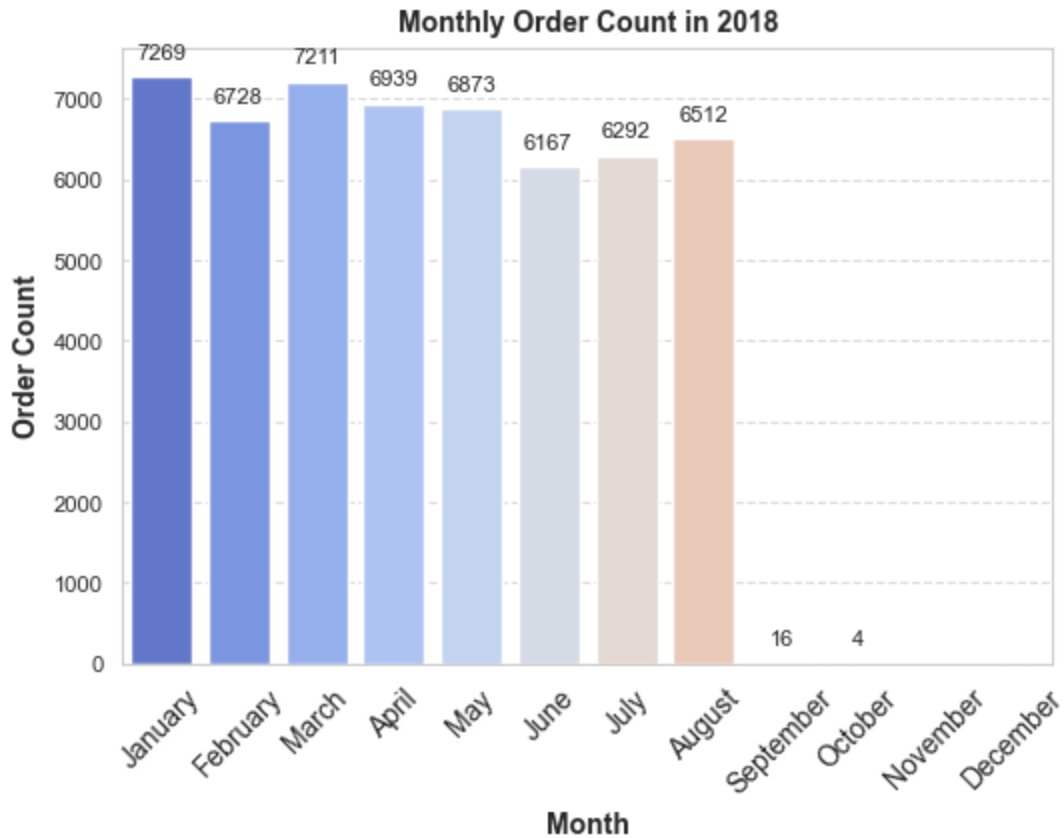 Monthly Order Count in 2018
7269
6728
7211
6939
6873
6167
6292
6512
16
4
7000
6000
5000
4000
3000
2000
1000
0
Order Count
January
February
March
April
May
June
July
August
September
October
November
December
Month